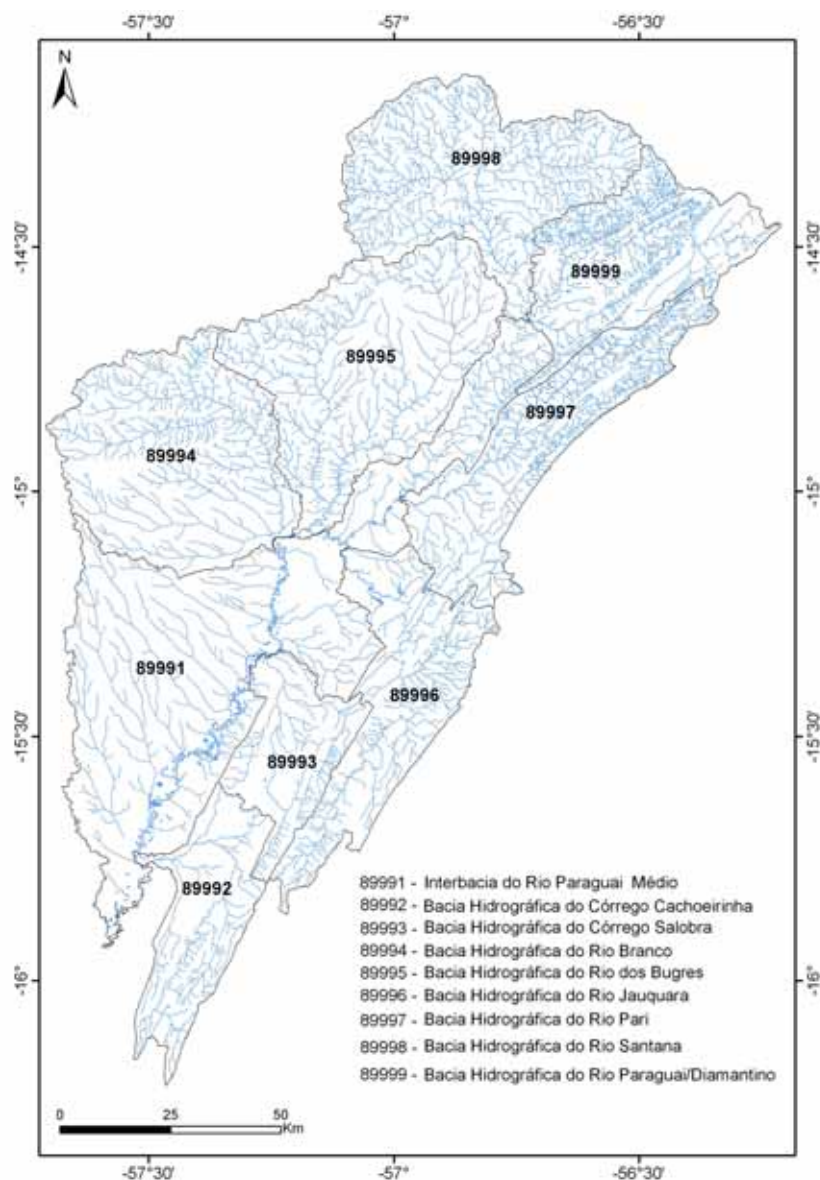 -57°30' -57° -56°30'
N
89998
-14°30' -14°30'
89999
89995
89997
89994
-15° -15°
89991
89996
-15°30' -15°30'
89993
89992
89991 - Interbacia do Rio Paraguai Médio
89992 - Bacia Hidrográfica do Córrego Cachoeirinha
89993 - Bacia Hidrográfica do Córrego Salobra
89994 - Bacia Hidrográfica do Rio Branco
-16° -16°
89995 - Bacia Hidrográfica do Rio dos Bugres
89996 - Bacia Hidrográfica do Rio Jauquara
89997 - Bacia Hidrográfica do Rio Pari
89998 - Bacia Hidrográfica do Rio Santana
89999 - Bacia Hidrográfica do Rio Paraguai/Diamantino
0 25 50
Km
-57°30' -57° -56°30'